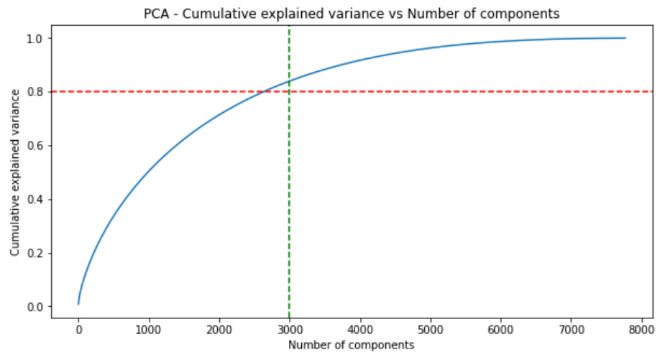 PCA - Cumulative explained variance vs Number of components
1.0
0.8
0.6
0.4
0.2
0.0
Cumulative explained variance
0 1000 2000 3000 4000 5000 6000 7000 8000
Number of components